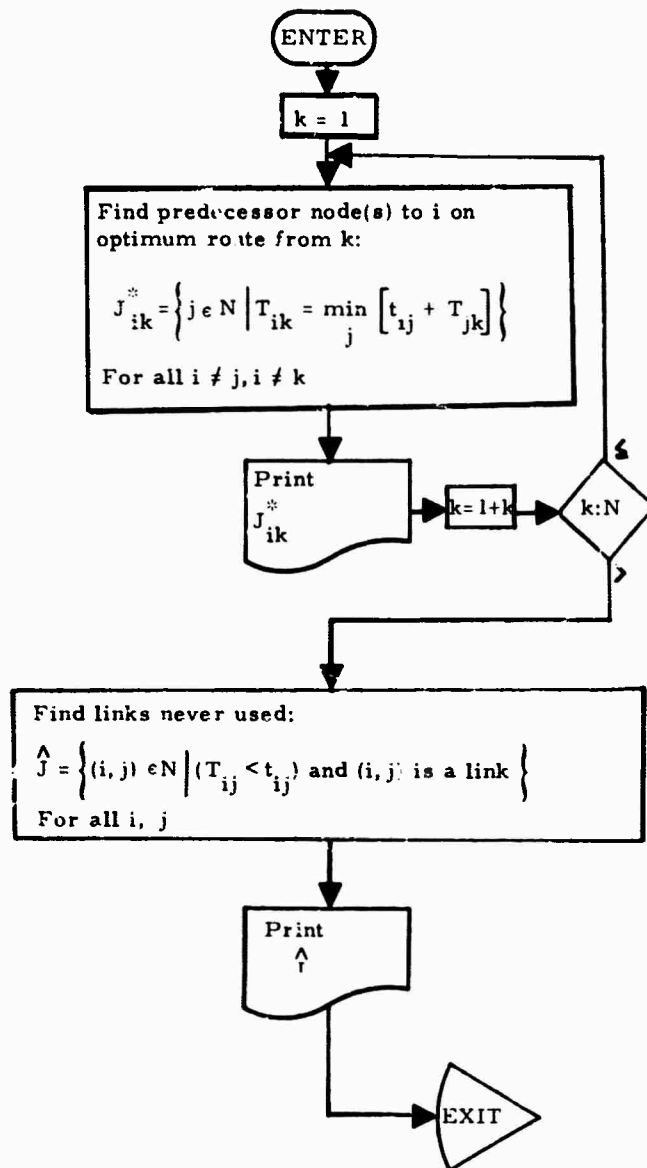 ENTER
k = 1
Find predecessor node(s) to i on
optimum route from k:
J*ik = { j ϵ N | Tik = min j [ tij + Tjk ] }
For all i ≠ j, i ≠ k
Print
J*ik
k=1+k
k:N
≤
>
Find links never used:
Ĵ = { (i, j) ϵN | (Tij < tij) and (i, j) is a link }
For all i, j
Print
EXIT